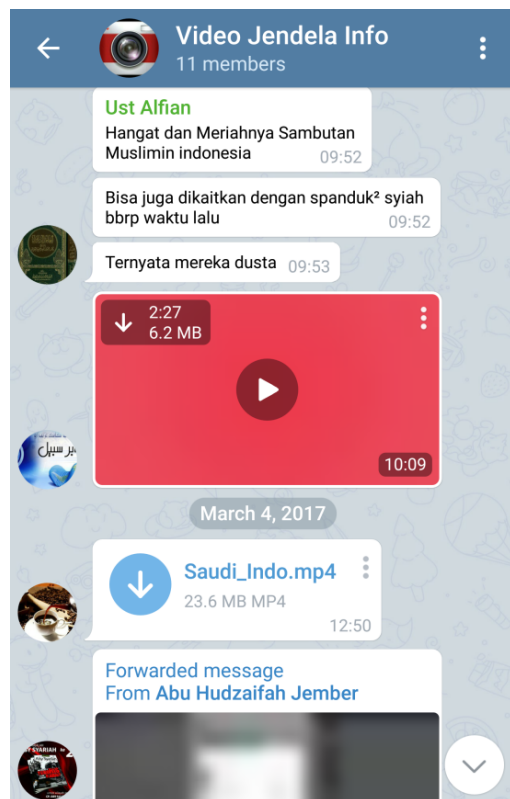 Video Jendela Info
11 members
Ust Alfian
Hangat dan Meriahnya Sambutan
Muslimin indonesia 09:52
Bisa juga dikaitkan dengan spanduk² syiah
bbrp waktu lalu 09:52
Ternyata mereka dusta 09:53
2:27
6.2 MB
10:09
March 4, 2017
Saudi_Indo.mp4
23.6 MB MP4
12:50
Forwarded message
From Abu Hudzaifah Jember